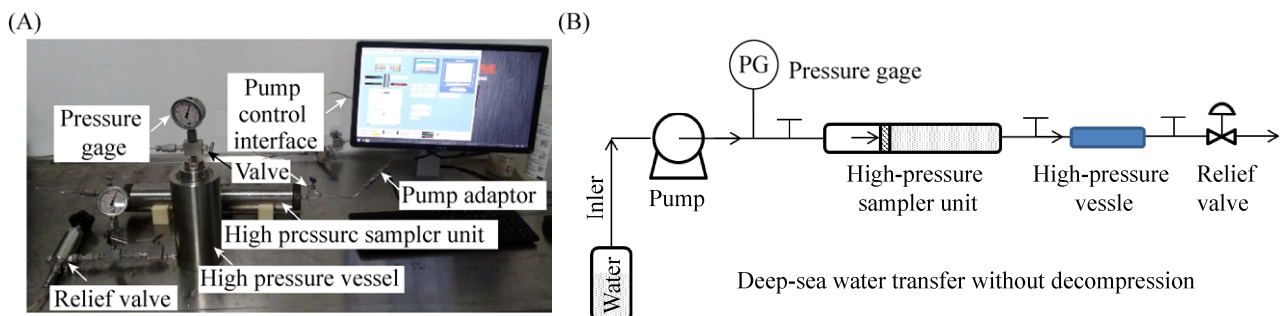 (A)
(B)
Pressure
gage
Pump
control
interface
Valve
Pump adaptor
High prcssurc samplcr unit
High pressure vessel
Relief valve
PG
Pressure gage
Pump
Inler
Water
High-pressure
sampler unit
High-pressure
vessle
Relief
valve
Deep-sea water transfer without decompression